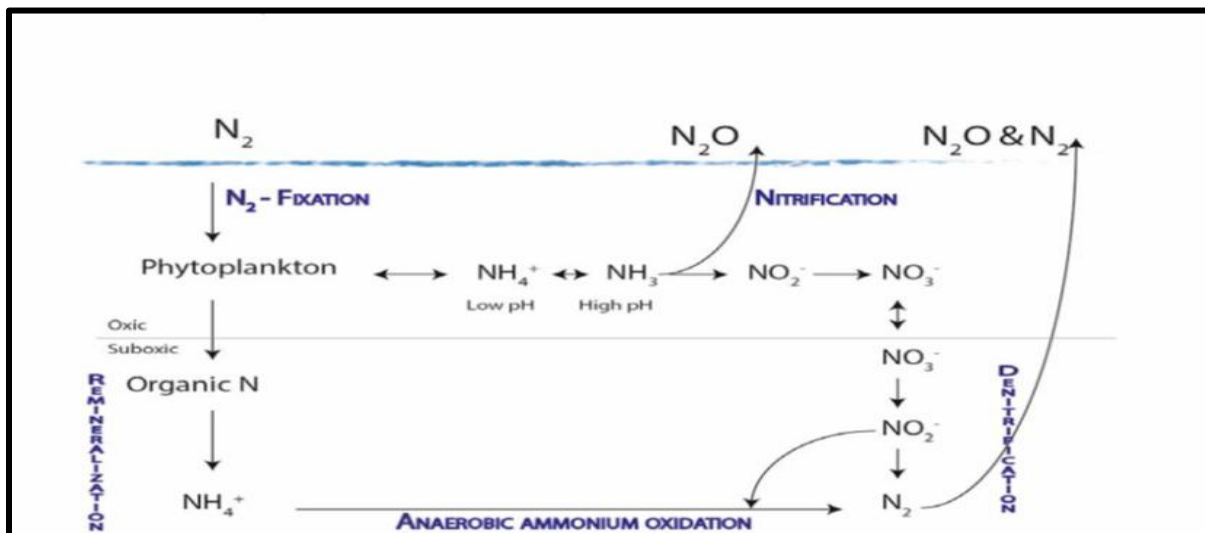 N₂ N₂O N₂O & N₂
N₂ - FIXATION NITRIFICATION
Phytoplankton NH₄⁺ NH₃ NO₂⁻ NO₃⁻
Low pH High pH
Oxic
Suboxic
NO₃⁻
Organic N
NO₂⁻
NH₄⁺ N₂
ANAEROBIC AMMONIUM OXIDATION
REMINERALIZATION
DENITRIFICATION